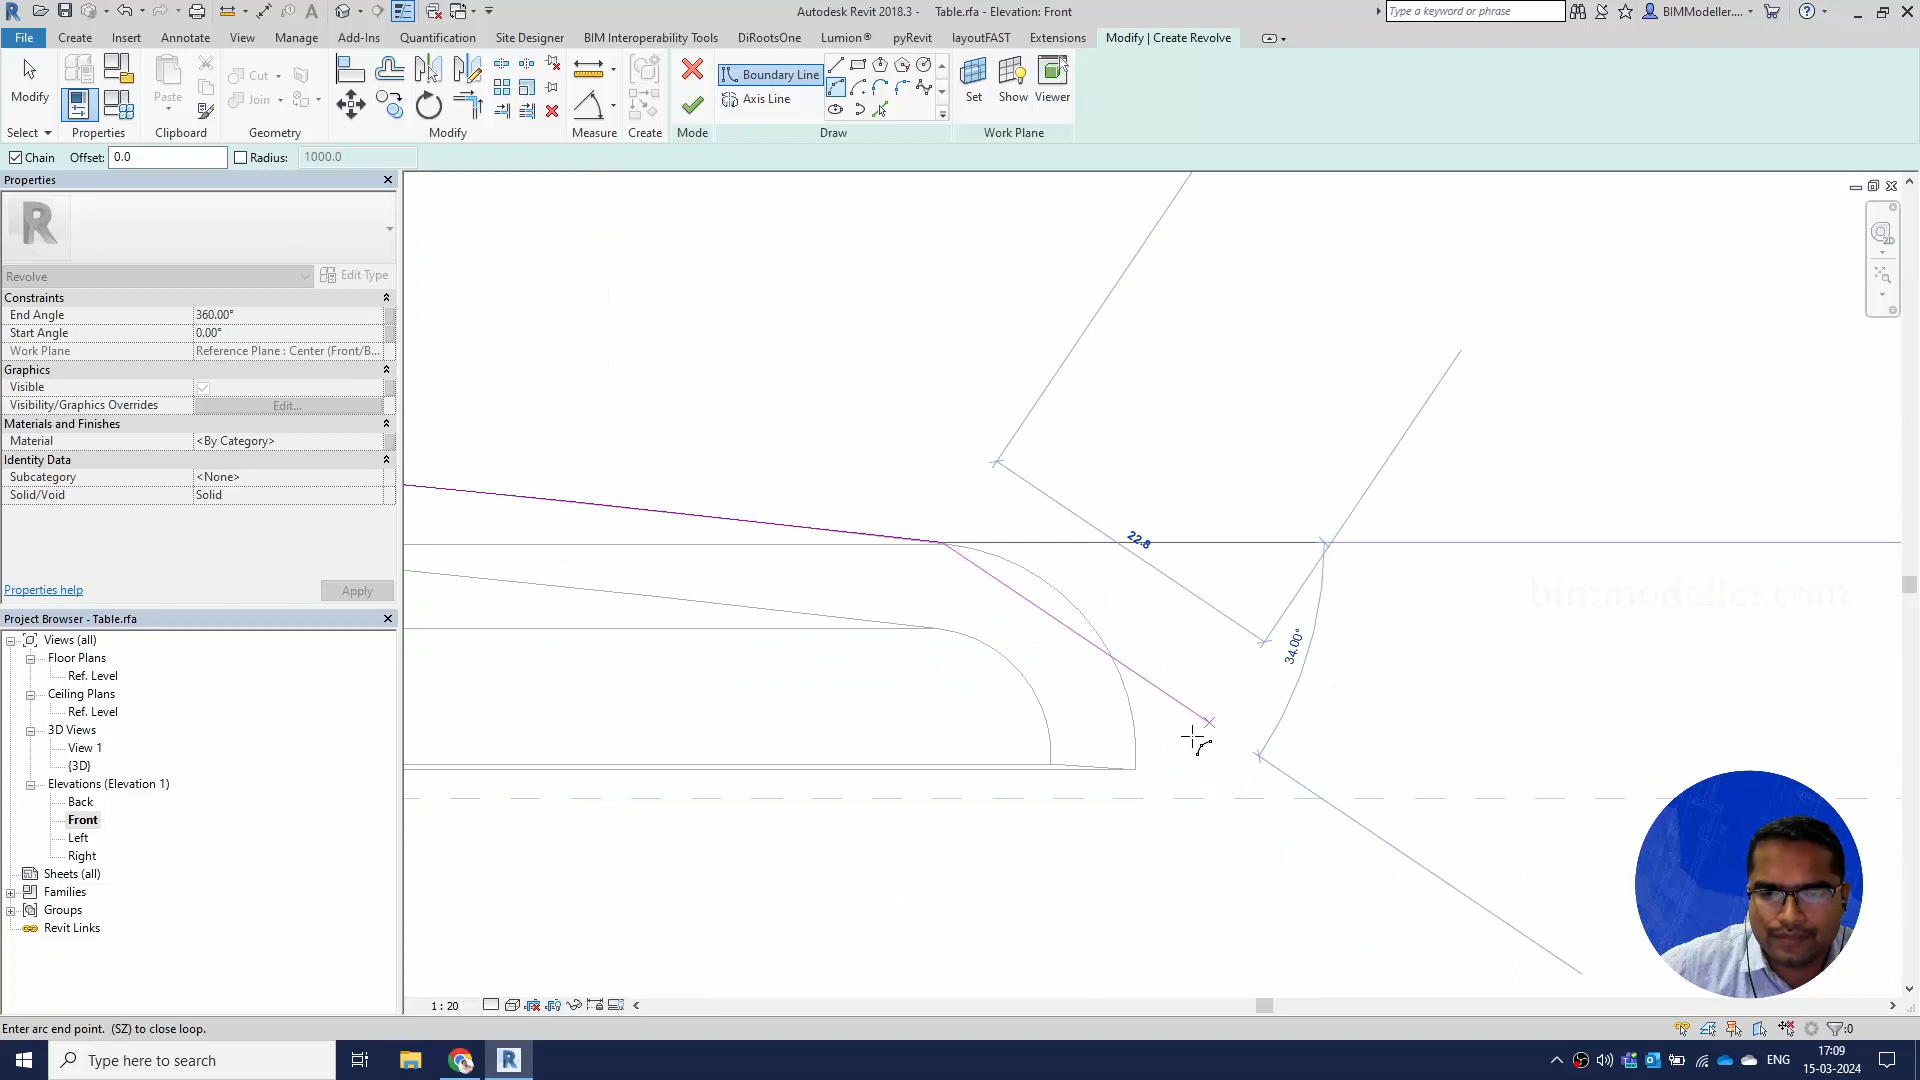 Autodesk Revit 2018.3 - Table.rfa - Elevation: Front
Type a keyword or phrase
BIMModeller....
File Create Insert Annotate View Manage Add-Ins Quantification Site Designer BIM Interoperability Tools DiRootsOne Lumion® pyRevit layoutFAST Extensions Modify | Create Revolve
Modify
Paste
Cut
Join
Boundary Line
Axis Line
Set Show Viewer
Select Properties Clipboard Geometry Modify Measure Create Mode Draw Work Plane
Chain Offset: 0.0 Radius: 1000.0
Properties
Revolve
Edit Type
Constraints
End Angle 360.00°
Start Angle 0.00°
Work Plane Reference Plane : Center (Front/B...
Graphics
Visible
Visibility/Graphics Overrides Edit...
Materials and Finishes
Material <By Category>
Identity Data
Subcategory <None>
Solid/Void Solid
Properties help
Apply
Project Browser - Table.rfa
Views (all)
Floor Plans
Ref. Level
Ceiling Plans
Ref. Level
3D Views
View 1
{3D}
Elevations (Elevation 1)
Back
Front
Left
Right
Sheets (all)
Families
Groups
Revit Links
22.8
34.00°
bimmodelles.com
1 : 20
Enter arc end point. (SZ) to close loop.
:0
Type here to search
ENG
17:09
15-03-2024